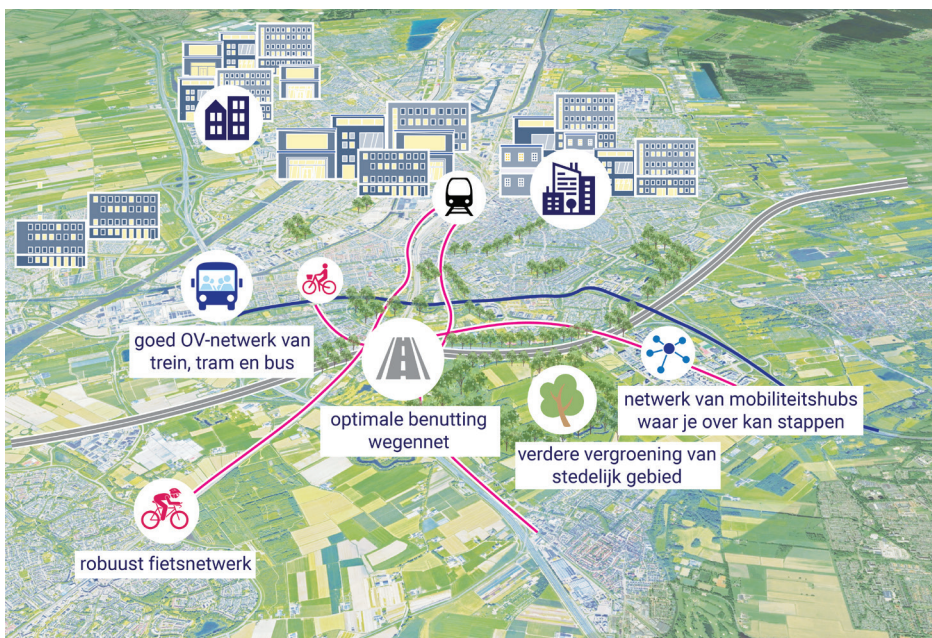 goed OV-netwerk van
trein, tram en bus
optimale benutting
wegennet
netwerk van mobiliteitshubs
waar je over kan stappen
verdere vergroening van
stedelijk gebied
robuust fietsnetwerk